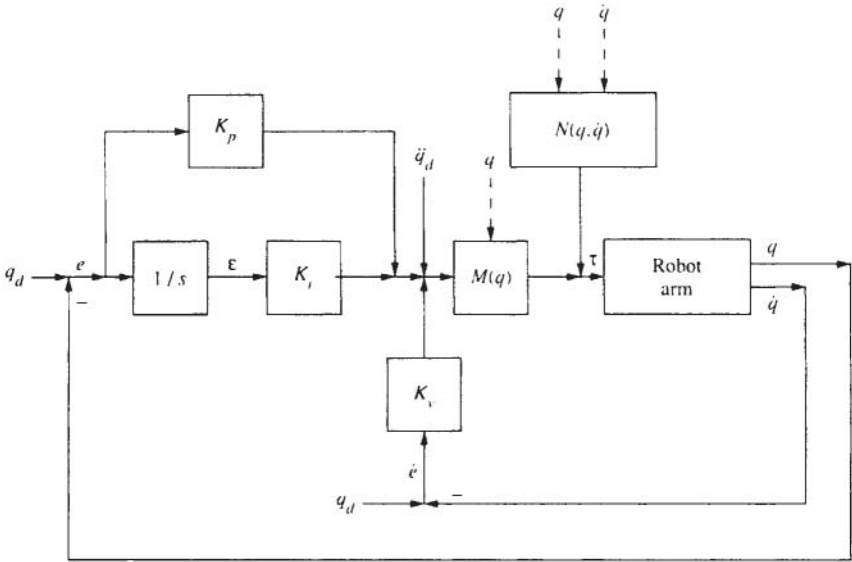 q q̇
N(q,q̇)
K_p
q̈_d
q
q_d e 1 / s ε K_i M(q) τ Robot arm q
q̇
−
K_v
ė
q_d −